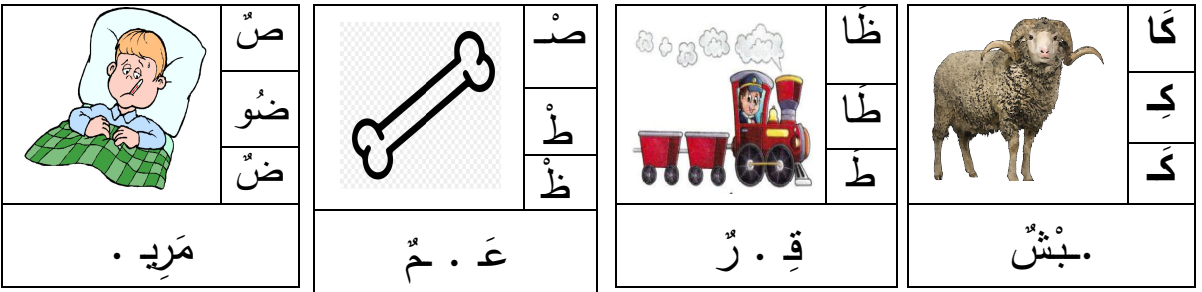 كَا
كِـ
كَـ
.ـبْشٌ
ظَا
طَا
طَ
قِـ . رٌ
صْـ
طْ
ظْ
عَـ . ـمٌ
صٌ
ضُو
ضٌ
مَرِيـ .